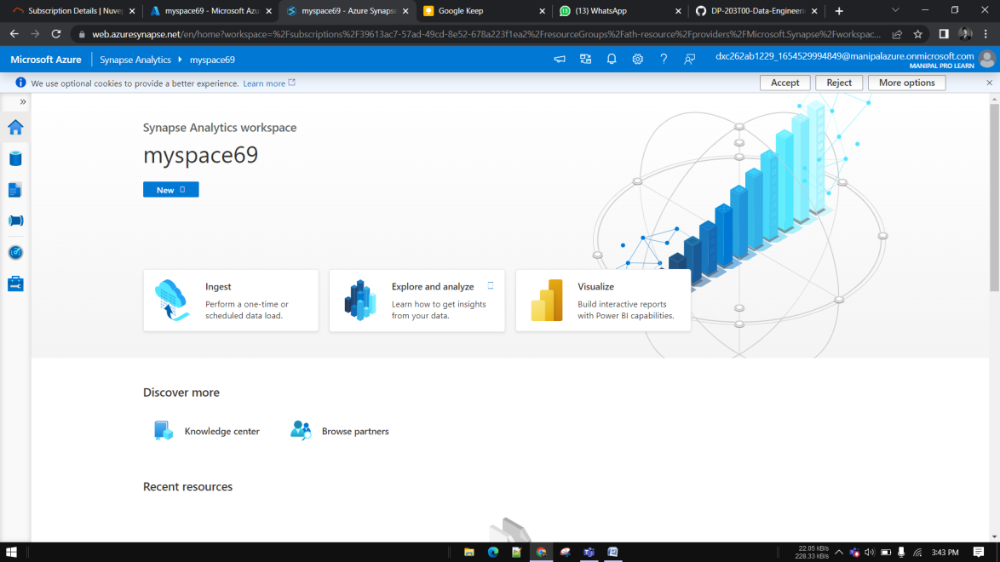 Subscription Details | Nuvep
myspace69 - Microsoft Azu
myspace69 - Azure Synapse
Google Keep
(13) WhatsApp
DP-203T00-Data-Engineeri
web.azuresynapse.net/en/home?workspace=%2Fsubscriptions%2F39613ac7-57ad-49cd-8e52-678a223f1ea2%2FresourceGroups%2Fath-resource%2Fproviders%2FMicrosoft.Synapse%2Fworkspac...
Microsoft Azure
Synapse Analytics
myspace69
dxc262ab1229_1654529994849@manipalazure.onmicrosoft.com
MANIPAL PRO LEARN
We use optional cookies to provide a better experience. Learn more
Accept
Reject
More options
Synapse Analytics workspace
myspace69
New
Ingest
Perform a one-time or
scheduled data load.
Explore and analyze
Learn how to get insights
from your data.
Visualize
Build interactive reports
with Power BI capabilities.
Discover more
Knowledge center
Browse partners
Recent resources
22.05 kB/s
228.33 kB/s
3:43 PM